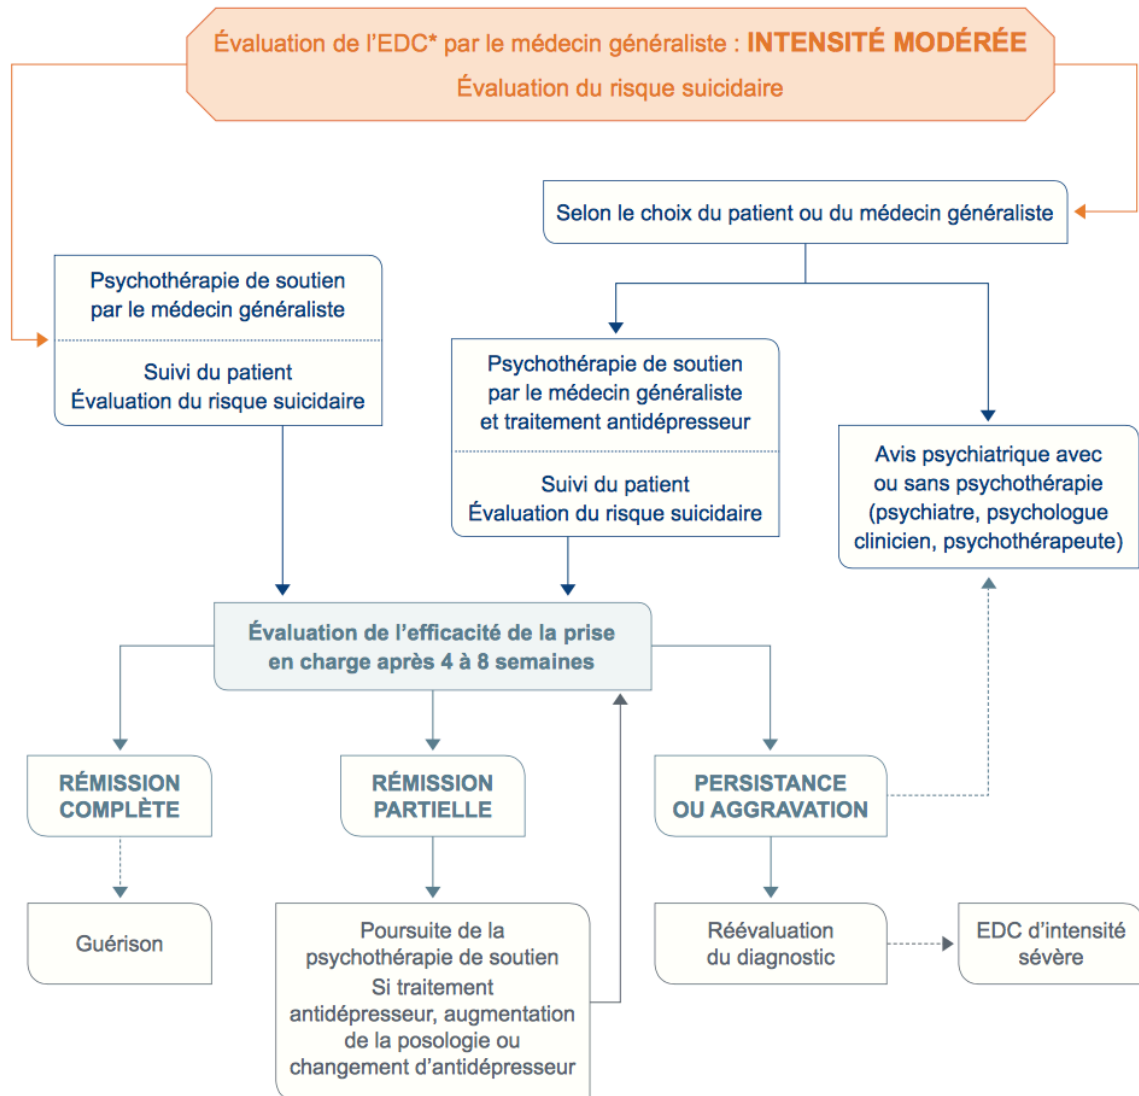 Évaluation de l'EDC* par le médecin généraliste : INTENSITÉ MODÉRÉE
Évaluation du risque suicidaire
Selon le choix du patient ou du médecin généraliste
Psychothérapie de soutien
par le médecin généraliste
Suivi du patient
Évaluation du risque suicidaire
Psychothérapie de soutien
par le médecin généraliste
et traitement antidépresseur
Suivi du patient
Évaluation du risque suicidaire
Avis psychiatrique avec
ou sans psychothérapie
(psychiatre, psychologue
clinicien, psychothérapeute)
Évaluation de l'efficacité de la prise
en charge après 4 à 8 semaines
RÉMISSION
COMPLÈTE
RÉMISSION
PARTIELLE
PERSISTANCE
OU AGGRAVATION
Guérison
Poursuite de la
psychothérapie de soutien
Si traitement
antidépresseur, augmentation
de la posologie ou
changement d'antidépresseur
Réévaluation
du diagnostic
EDC d'intensité
sévère